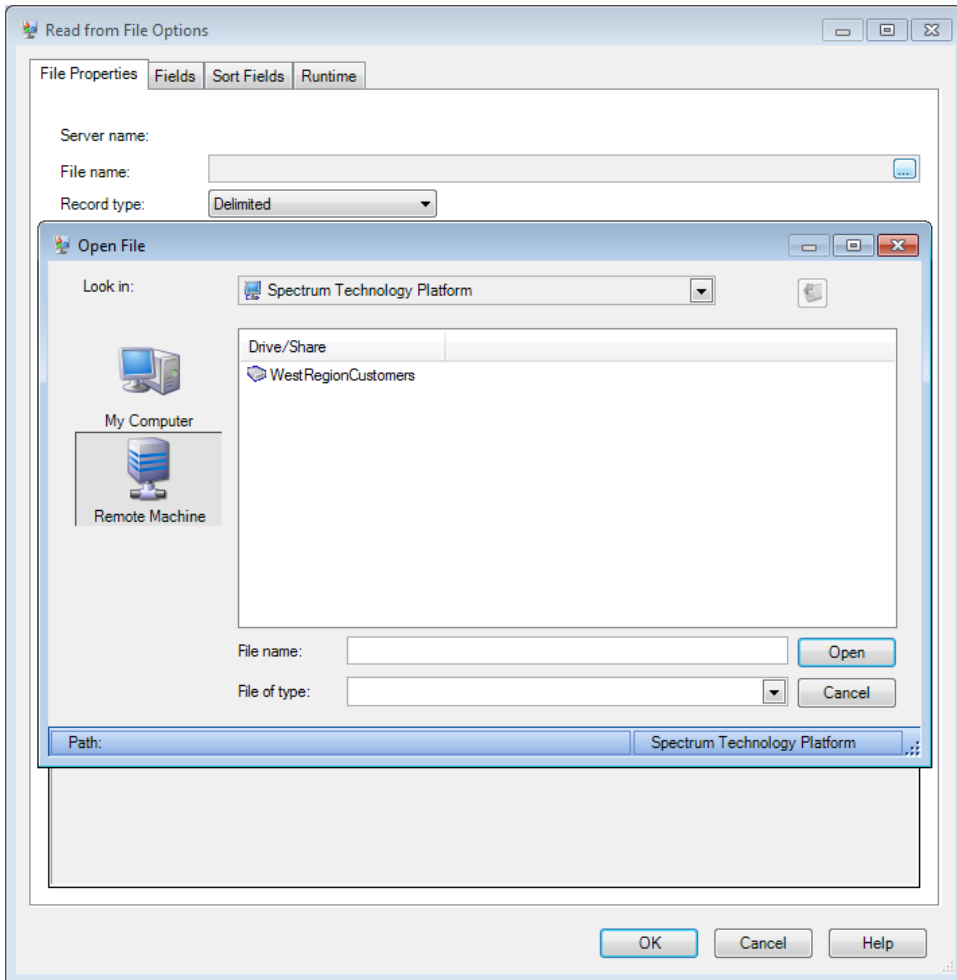 Read from File Options
File Properties Fields Sort Fields Runtime
Server name:
File name: ...
Record type: Delimited
Open File
Look in: Spectrum Technology Platform
Drive/Share
WestRegionCustomers
My Computer
Remote Machine
File name: Open
File of type: Cancel
Path: Spectrum Technology Platform
OK Cancel Help